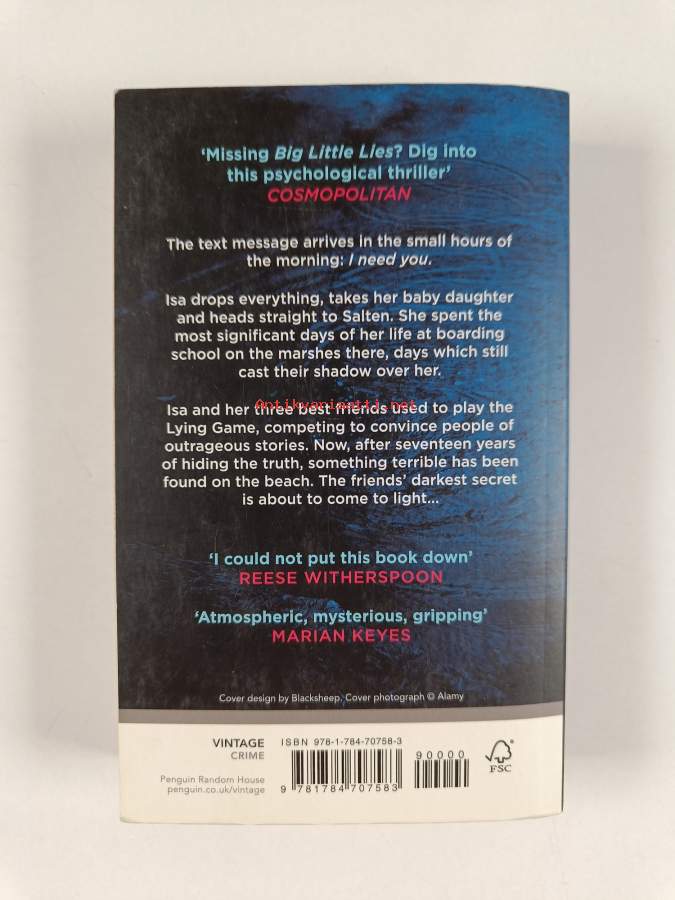 ‘Missing Big Little Lies? Dig into
this psychological thriller’
COSMOPOLITAN
The text message arrives in the small hours of
the morning: I need you.
Isa drops everything, takes her baby daughter
and heads straight to Salten. She spent the
most significant days of her life at boarding
school on the marshes there, days which still
cast their shadow over her.
Antikvariaatti.net
Isa and her three best friends used to play the
Lying Game, competing to convince people of
outrageous stories. Now, after seventeen years
of hiding the truth, something terrible has been
found on the beach. The friends’ darkest secret
is about to come to light...
‘I could not put this book down’
REESE WITHERSPOON
‘Atmospheric, mysterious, gripping’
MARIAN KEYES
Cover design by Blacksheep. Cover photograph © Alamy
VINTAGE
CRIME
Penguin Random House
penguin.co.uk/vintage
ISBN 978-1-784-70758-3
90000
9 781784 707583
FSC